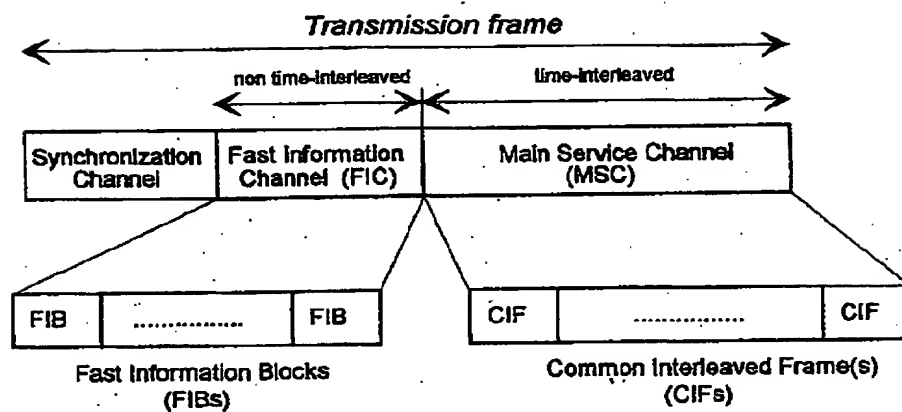 Transmission frame
non time-interleaved
time-interleaved
Synchronization Channel
Fast Information Channel (FIC)
Main Service Channel (MSC)
FIB
...............
FIB
CIF
...............
CIF
Fast Information Blocks
(FIBs)
Common Interleaved Frame(s)
(CIFs)